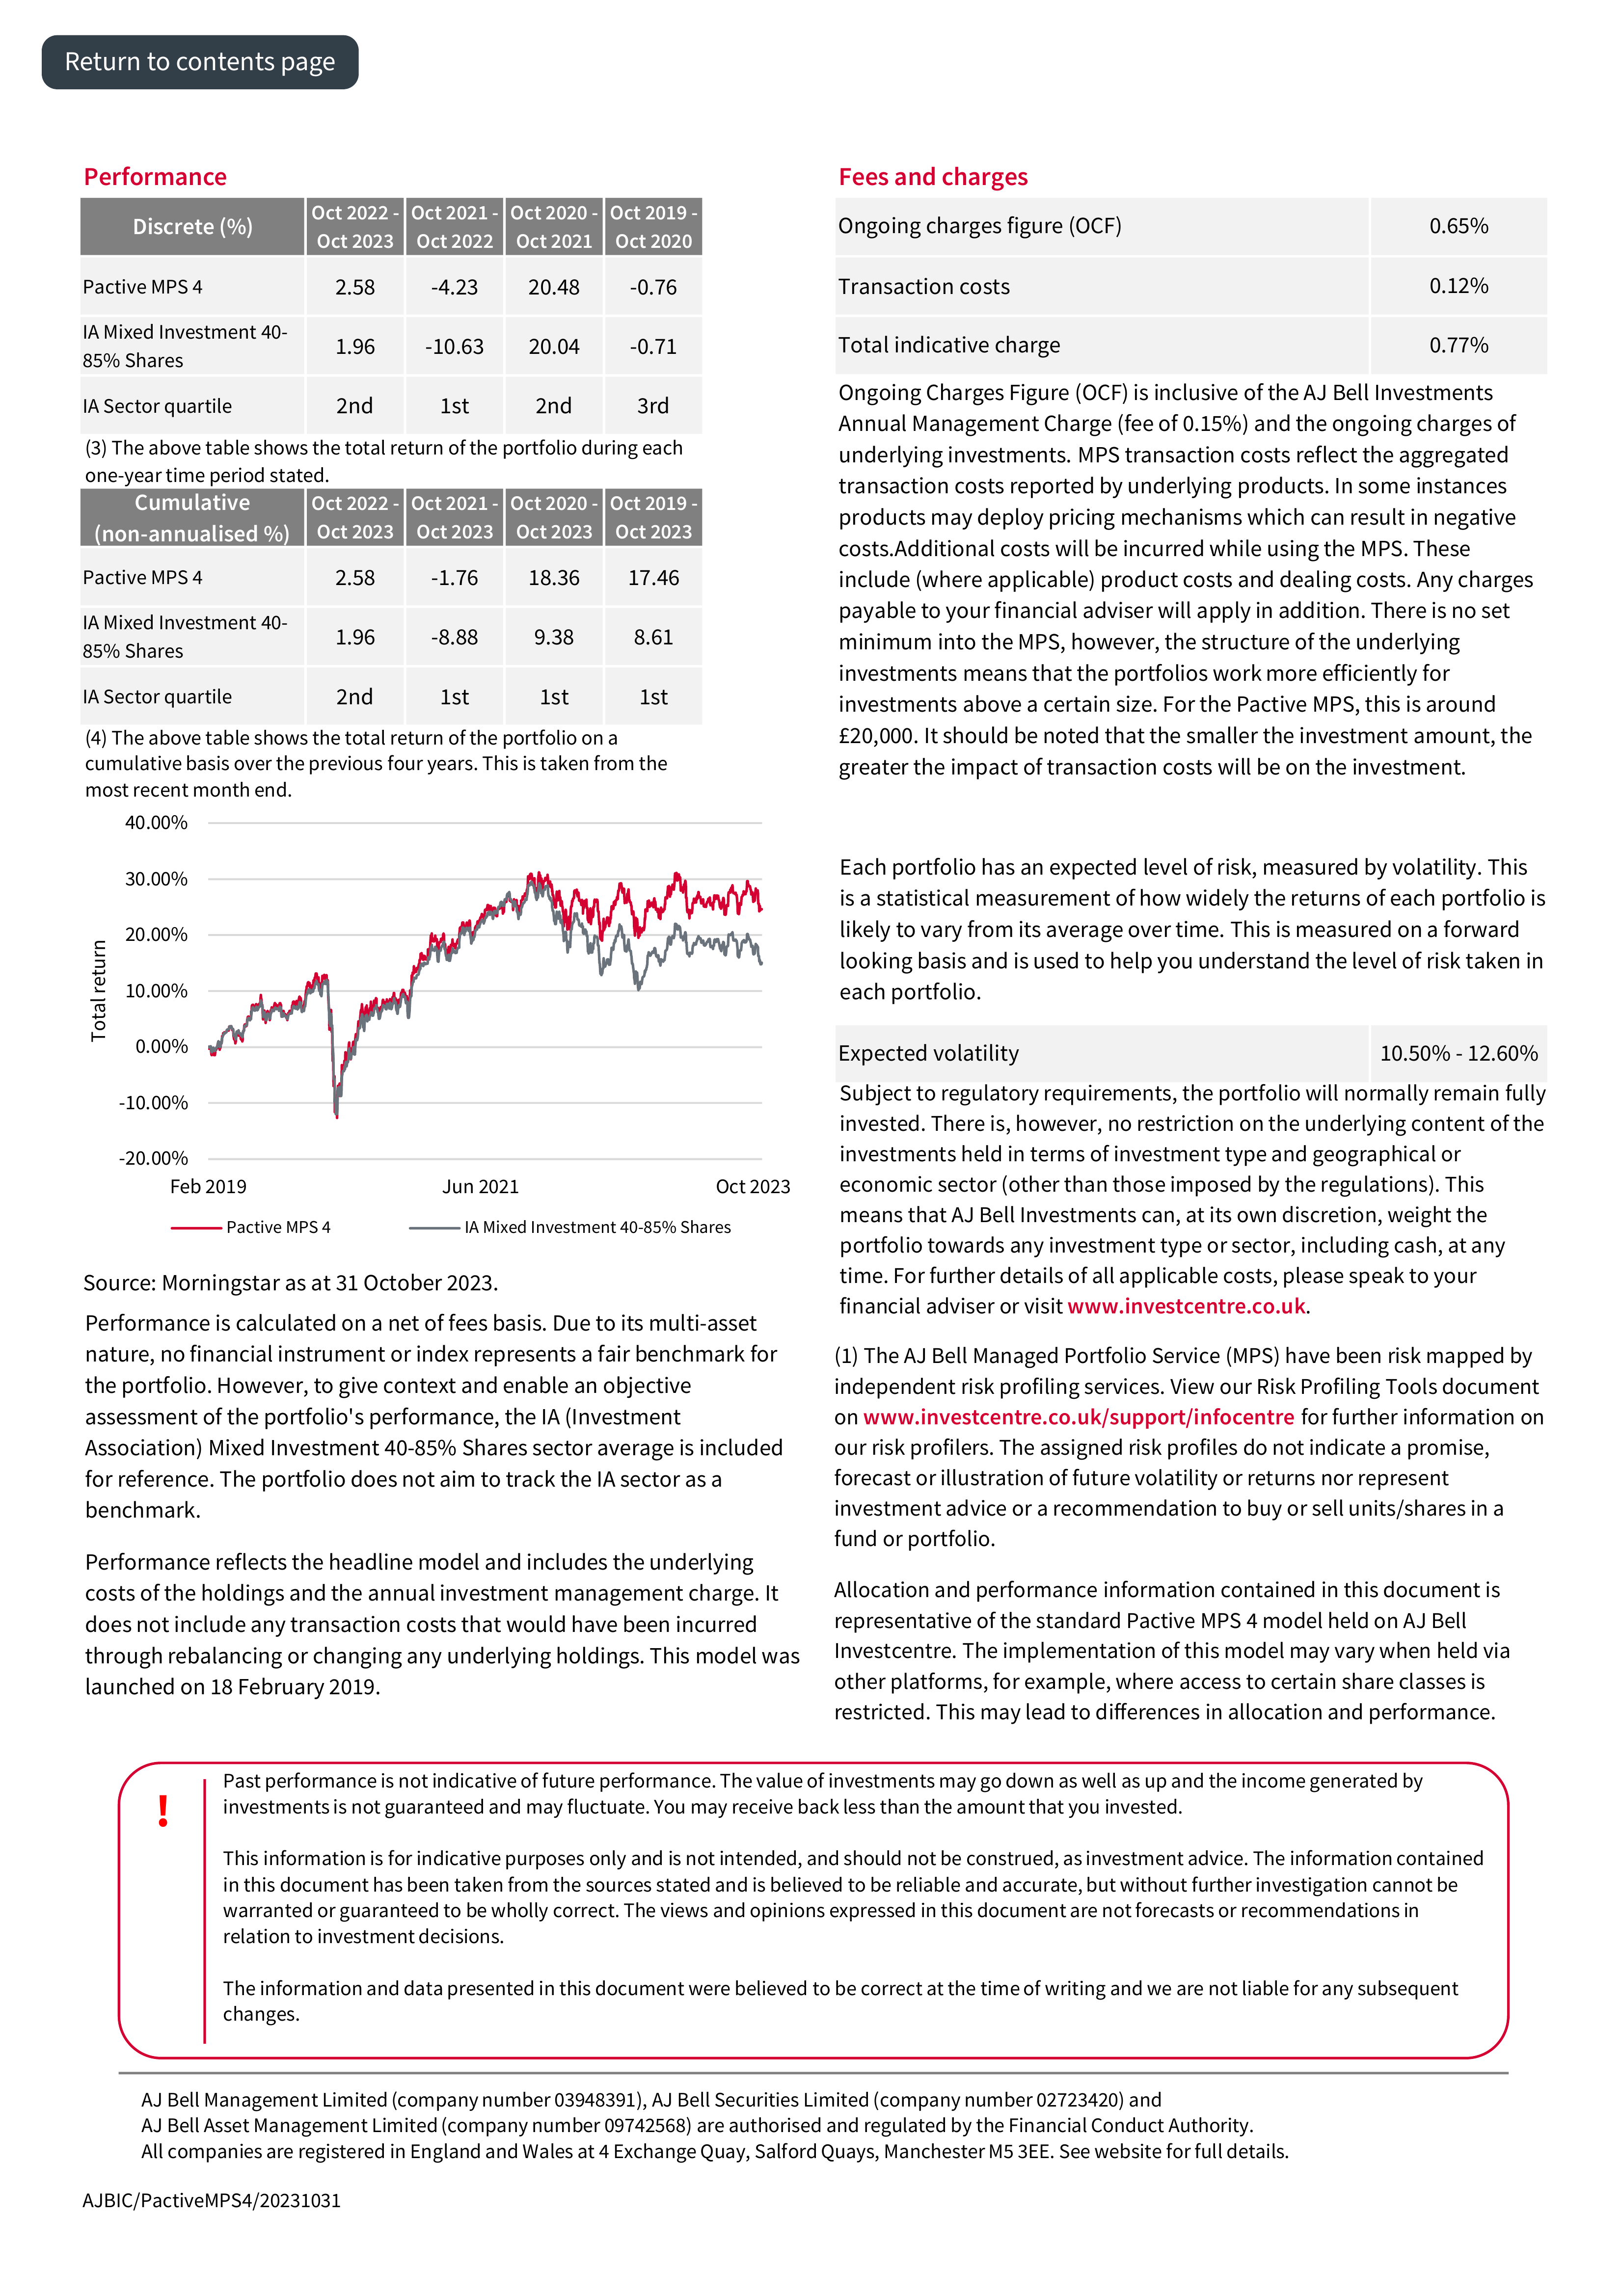 Return to contents page
Performance
Discrete (%)
Oct 2022 - Oct 2023
Oct 2021 - Oct 2022
Oct 2020 - Oct 2021
Oct 2019 - Oct 2020
Pactive MPS 4 2.58 -4.23 20.48 -0.76
IA Mixed Investment 40-
85% Shares 1.96 -10.63 20.04 -0.71
IA Sector quartile 2nd 1st 2nd 3rd
(3) The above table shows the total return of the portfolio during each
one-year time period stated.
Cumulative
(non-annualised %)
Oct 2022 - Oct 2023
Oct 2021 - Oct 2023
Oct 2020 - Oct 2023
Oct 2019 - Oct 2023
Pactive MPS 4 2.58 -1.76 18.36 17.46
IA Mixed Investment 40-
85% Shares 1.96 -8.88 9.38 8.61
IA Sector quartile 2nd 1st 1st 1st
(4) The above table shows the total return of the portfolio on a
cumulative basis over the previous four years. This is taken from the
most recent month end.
40.00%
30.00%
20.00%
10.00%
0.00%
-10.00%
-20.00%
Total return
Feb 2019 Jun 2021 Oct 2023
Pactive MPS 4 IA Mixed Investment 40-85% Shares
Source: Morningstar as at 31 October 2023.
Performance is calculated on a net of fees basis. Due to its multi-asset
nature, no financial instrument or index represents a fair benchmark for
the portfolio. However, to give context and enable an objective
assessment of the portfolio's performance, the IA (Investment
Association) Mixed Investment 40-85% Shares sector average is included
for reference. The portfolio does not aim to track the IA sector as a
benchmark.
Performance reflects the headline model and includes the underlying
costs of the holdings and the annual investment management charge. It
does not include any transaction costs that would have been incurred
through rebalancing or changing any underlying holdings. This model was
launched on 18 February 2019.
Fees and charges
Ongoing charges figure (OCF) 0.65%
Transaction costs 0.12%
Total indicative charge 0.77%
Ongoing Charges Figure (OCF) is inclusive of the AJ Bell Investments
Annual Management Charge (fee of 0.15%) and the ongoing charges of
underlying investments. MPS transaction costs reflect the aggregated
transaction costs reported by underlying products. In some instances
products may deploy pricing mechanisms which can result in negative
costs.Additional costs will be incurred while using the MPS. These
include (where applicable) product costs and dealing costs. Any charges
payable to your financial adviser will apply in addition. There is no set
minimum into the MPS, however, the structure of the underlying
investments means that the portfolios work more efficiently for
investments above a certain size. For the Pactive MPS, this is around
£20,000. It should be noted that the smaller the investment amount, the
greater the impact of transaction costs will be on the investment.
Each portfolio has an expected level of risk, measured by volatility. This
is a statistical measurement of how widely the returns of each portfolio is
likely to vary from its average over time. This is measured on a forward
looking basis and is used to help you understand the level of risk taken in
each portfolio.
Expected volatility 10.50% - 12.60%
Subject to regulatory requirements, the portfolio will normally remain fully
invested. There is, however, no restriction on the underlying content of the
investments held in terms of investment type and geographical or
economic sector (other than those imposed by the regulations). This
means that AJ Bell Investments can, at its own discretion, weight the
portfolio towards any investment type or sector, including cash, at any
time. For further details of all applicable costs, please speak to your
financial adviser or visit www.investcentre.co.uk.
(1) The AJ Bell Managed Portfolio Service (MPS) have been risk mapped by
independent risk profiling services. View our Risk Profiling Tools document
on www.investcentre.co.uk/support/infocentre for further information on
our risk profilers. The assigned risk profiles do not indicate a promise,
forecast or illustration of future volatility or returns nor represent
investment advice or a recommendation to buy or sell units/shares in a
fund or portfolio.
Allocation and performance information contained in this document is
representative of the standard Pactive MPS 4 model held on AJ Bell
Investcentre. The implementation of this model may vary when held via
other platforms, for example, where access to certain share classes is
restricted. This may lead to differences in allocation and performance.
!
Past performance is not indicative of future performance. The value of investments may go down as well as up and the income generated by
investments is not guaranteed and may fluctuate. You may receive back less than the amount that you invested.
This information is for indicative purposes only and is not intended, and should not be construed, as investment advice. The information contained
in this document has been taken from the sources stated and is believed to be reliable and accurate, but without further investigation cannot be
warranted or guaranteed to be wholly correct. The views and opinions expressed in this document are not forecasts or recommendations in
relation to investment decisions.
The information and data presented in this document were believed to be correct at the time of writing and we are not liable for any subsequent
changes.
AJ Bell Management Limited (company number 03948391), AJ Bell Securities Limited (company number 02723420) and
AJ Bell Asset Management Limited (company number 09742568) are authorised and regulated by the Financial Conduct Authority.
All companies are registered in England and Wales at 4 Exchange Quay, Salford Quays, Manchester M5 3EE. See website for full details.
AJBIC/PactiveMPS4/20231031